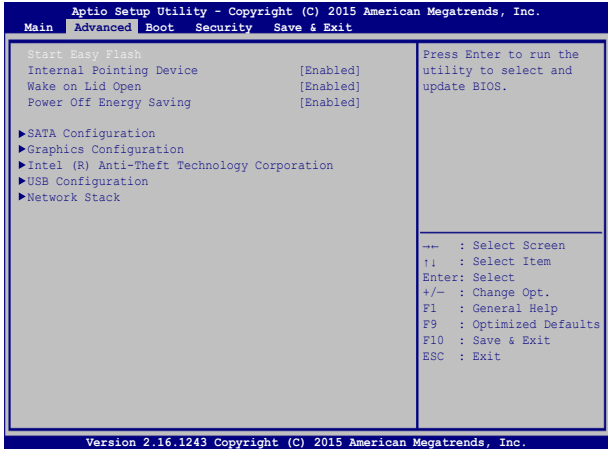 Aptio Setup Utility - Copyright (C) 2015 American Megatrends, Inc.
Main Advanced Boot Security Save & Exit
Start Easy Flash
Internal Pointing Device [Enabled]
Wake on Lid Open [Enabled]
Power Off Energy Saving [Enabled]
▶SATA Configuration
▶Graphics Configuration
▶Intel (R) Anti-Theft Technology Corporation
▶USB Configuration
▶Network Stack
Press Enter to run the
utility to select and
update BIOS.
→← : Select Screen
↑↓ : Select Item
Enter: Select
+/— : Change Opt.
F1 : General Help
F9 : Optimized Defaults
F10 : Save & Exit
ESC : Exit
Version 2.16.1243 Copyright (C) 2015 American Megatrends, Inc.